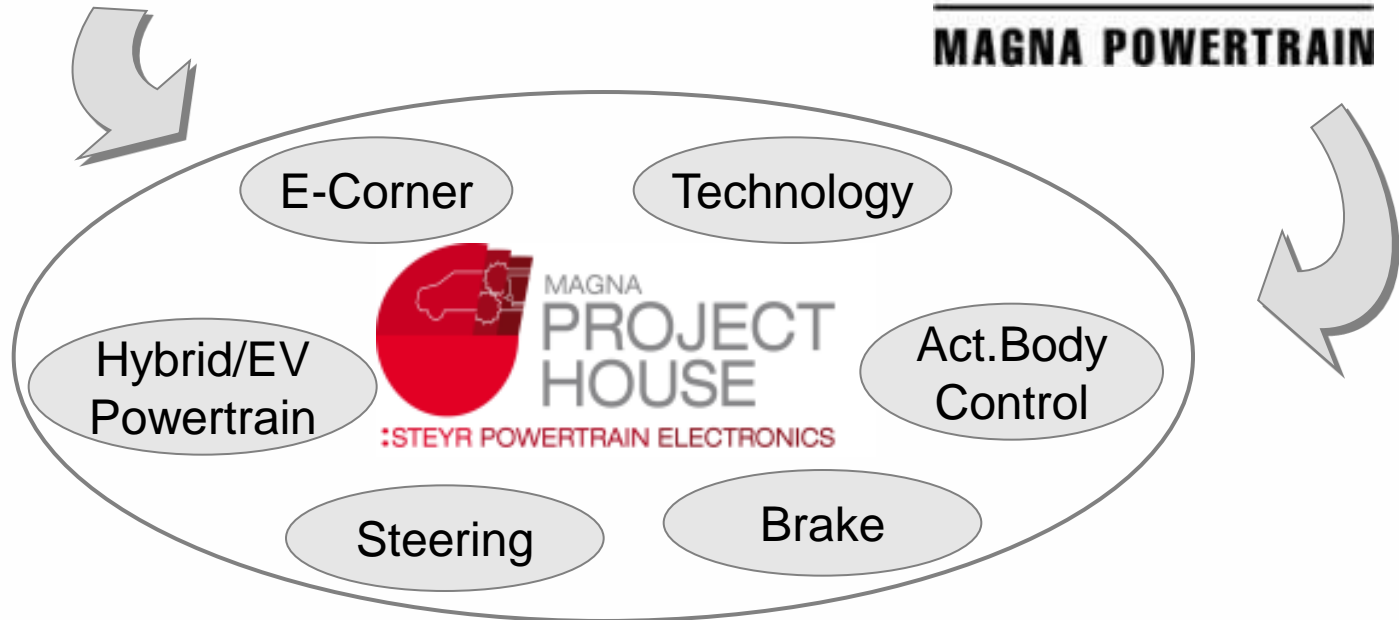 MAGNA POWERTRAIN
E-Corner
Technology
MAGNA
PROJECT
HOUSE
:STEYR POWERTRAIN ELECTRONICS
Hybrid/EV
Powertrain
Act.Body
Control
Steering
Brake